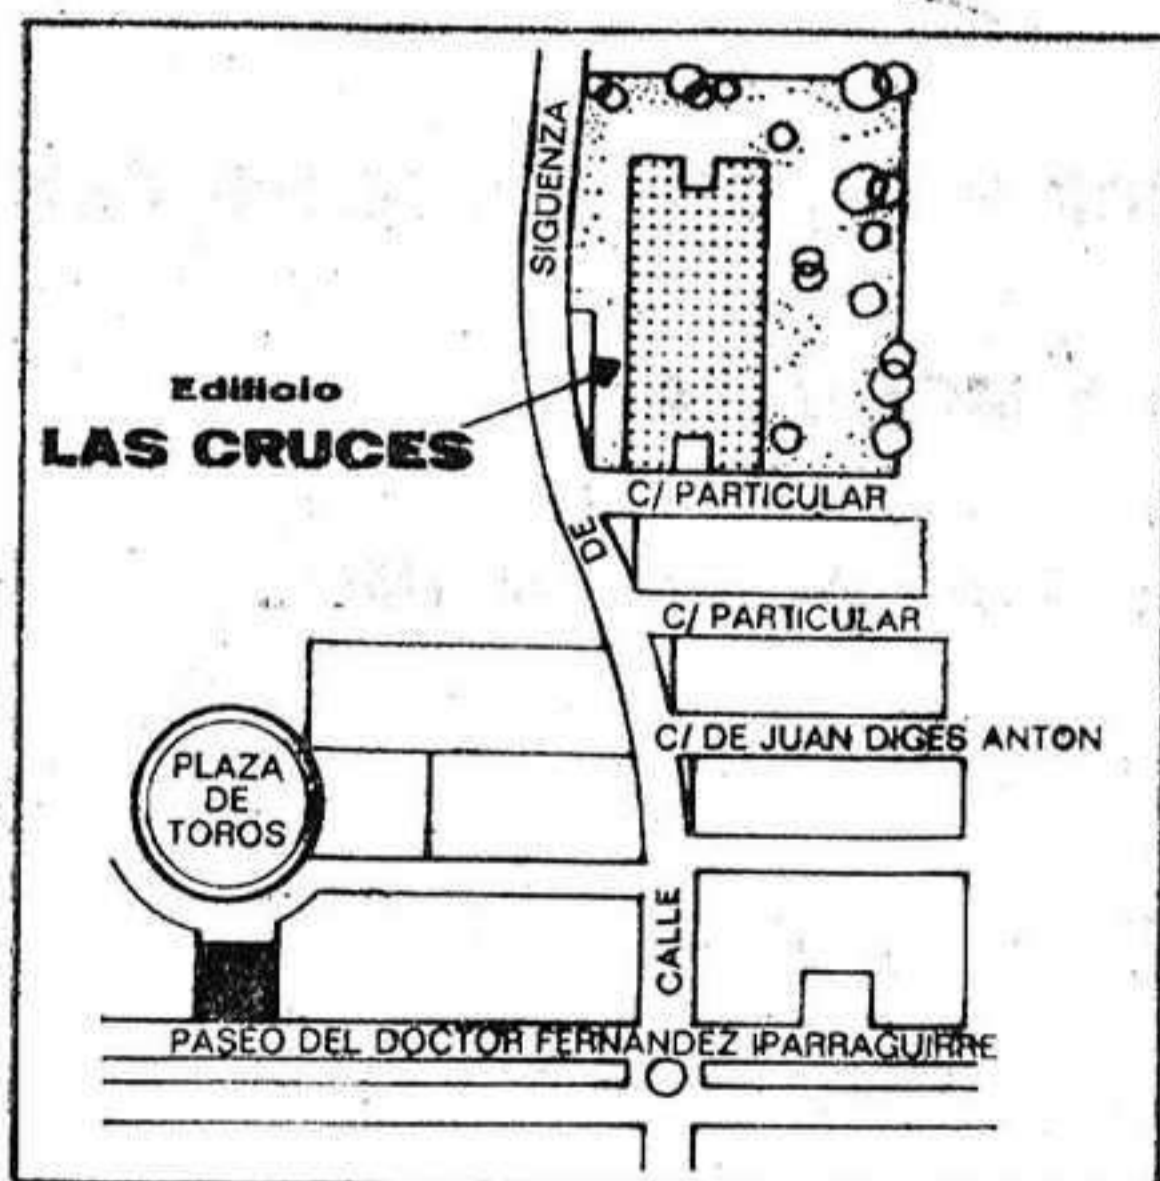 SIGÜENZA
Edificio
LAS CRUCES
C/ PARTICULAR
DE
C/ PARTICULAR
C/ DE JUAN DIGES ANTON
PLAZA
DE
TOROS
CALLE
PASEO DEL DOCTOR FERNANDEZ IPARRAGUIRRE